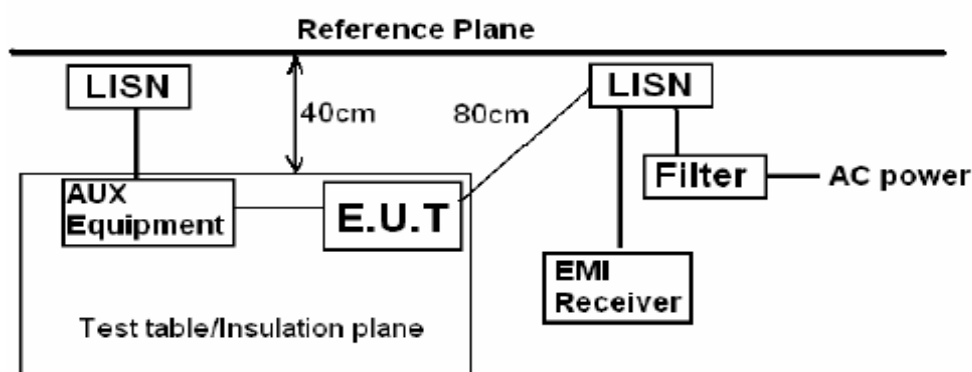 Reference Plane
LISN
40cm
80cm
LISN
Filter
AC power
AUX
Equipment
E.U.T
EMI
Receiver
Test table/Insulation plane